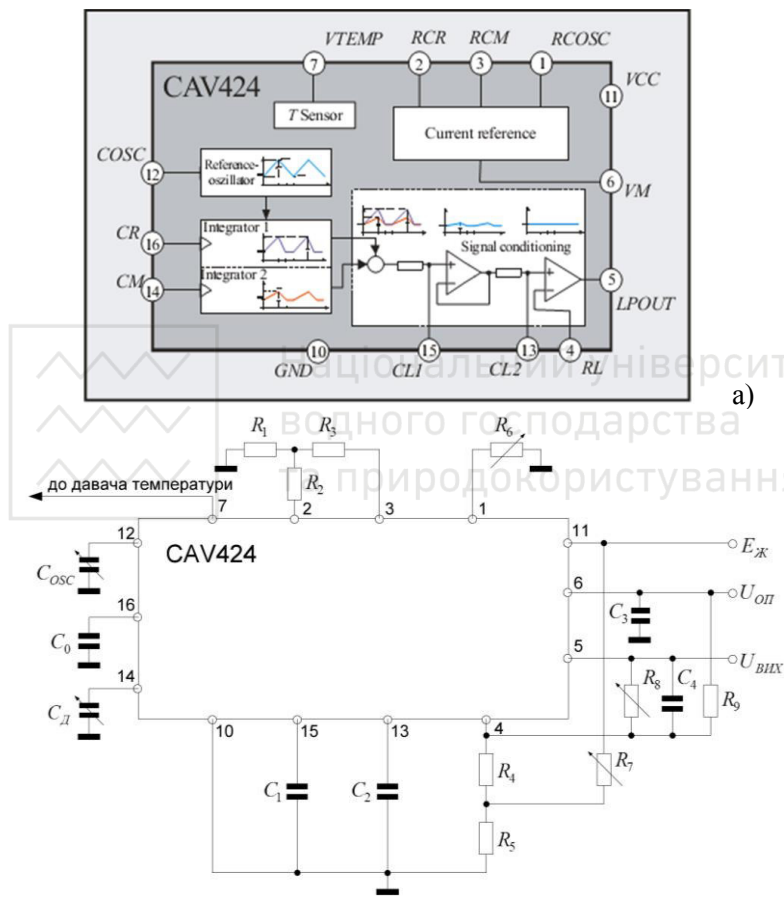 VTEMP RCR RCM RCOSC
7 2 3 1
VCC
11
CAV424
T Sensor
Current reference
COSC
12
Reference-
oszillator
6
VM
CR
16
Integrator 1
Signal conditioning
CM
14
Integrator 2
5
LPOUT
10 15 13 4
GND CL1 CL2 RL
Національний універси
водного господарства
та природокористування
а)
R1 R3 R6
R2
до давача температури
7 2 3 1
12 CAV424 11 EЖ
COSC
16 6 UОП
C0 C3
5 UВИХ
14 R8 C4 R9
CД
10 15 13 4
R4 R7
C1 C2
R5